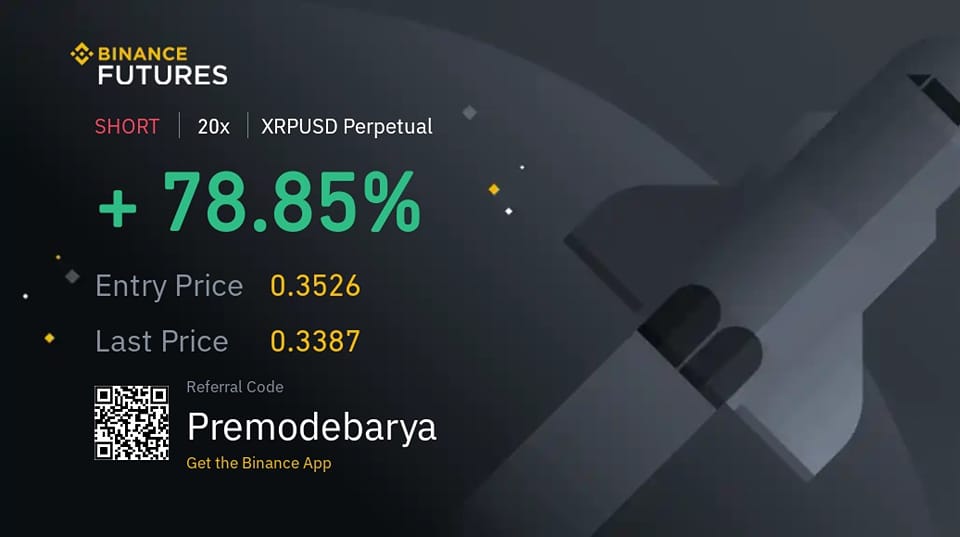 BINANCE
FUTURES
SHORT | 20x | XRPUSD Perpetual
+ 78.85%
Entry Price 0.3526
Last Price 0.3387
Referral Code
Premodebarya
Get the Binance App